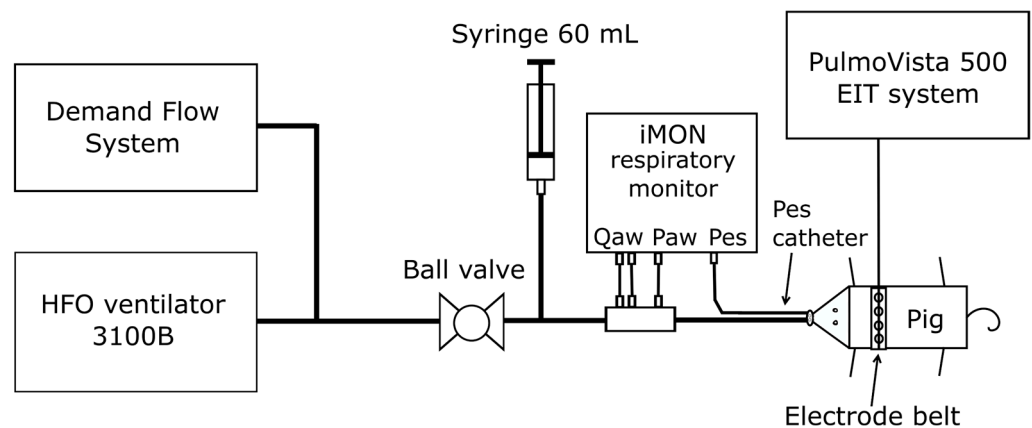 Syringe 60 mL
PulmoVista 500
EIT system
Demand Flow
System
iMON
respiratory
monitor
Qaw Paw Pes
Pes
catheter
Ball valve
HFO ventilator
3100B
Pig
Electrode belt